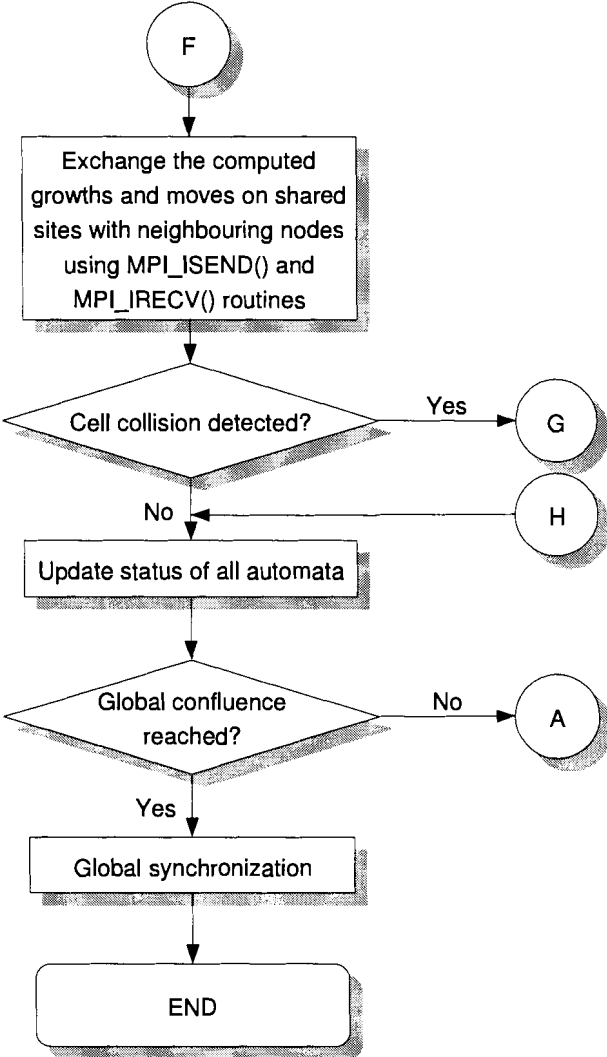 F
Exchange the computed
growths and moves on shared
sites with neighbouring nodes
using MPI_ISEND() and
MPI_IRECV() routines
Cell collision detected?
Yes
G
No
H
Update status of all automata
Global confluence
reached?
No
A
Yes
Global synchronization
END